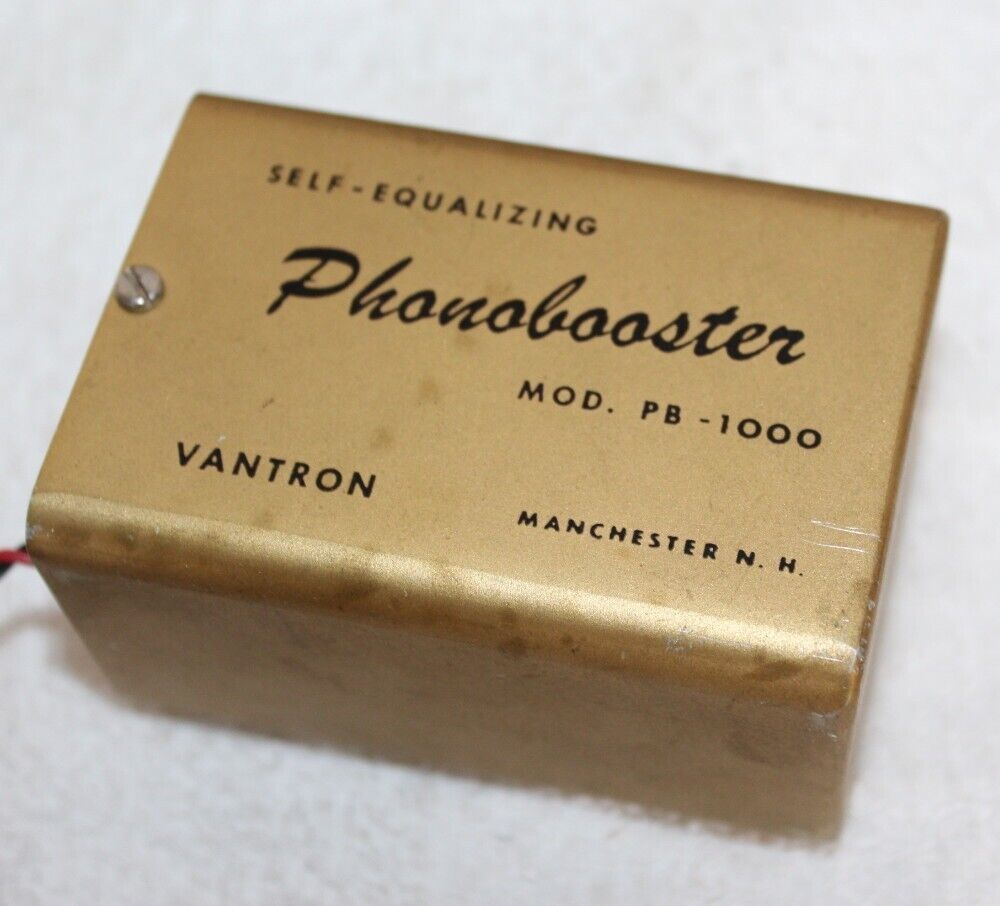 SELF-EQUALIZING
Phonobooster
MOD. PB-1000
VANTRON
MANCHESTER N. H.